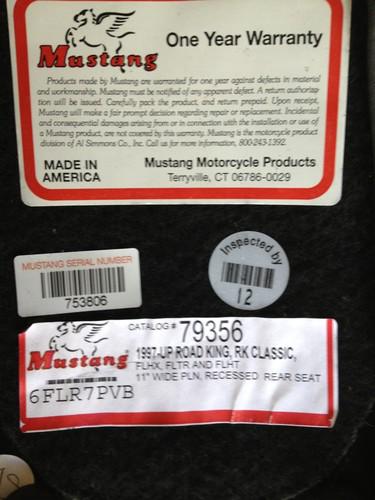 Mustang
One Year Warranty
Products made by Mustang are warranted for one year against defects in material
and workmanship. Mustang must be notified of any apparent defect. A return authoriza-
tion will be issued. Carefully pack the product, and return prepaid. Upon receipt,
Mustang will make a fair prompt decision regarding repair or replacement. Incidental
and consequential damages arising from or in connection with the installation or use of
a Mustang product, are not covered by this warranty. Mustang is the motorcycle product
division of Al Simmons Co., Inc. Call us for more information, 800-243-1392.
MADE IN
AMERICA
Mustang Motorcycle Products
Terryville, CT 06786-0029
MUSTANG SERIAL NUMBER
753806
Inspected by
12
Mustang
CATALOG # 79356
1997-UP ROAD KING, RK CLASSIC,
FLHX, FLTR AND FLHT
11" WIDE PLN, RECESSED REAR SEAT
6FLR7PVB